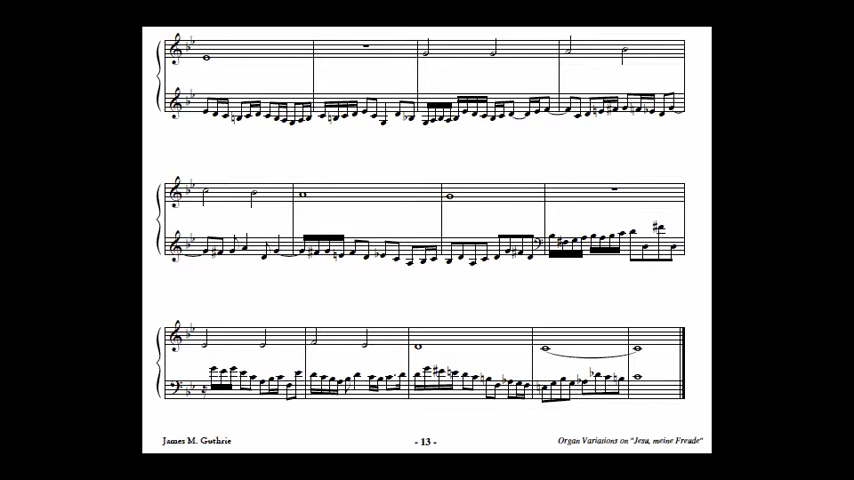 James M. Guthrie
- 13 -
Organ Variations on "Jesu, meine Freude"